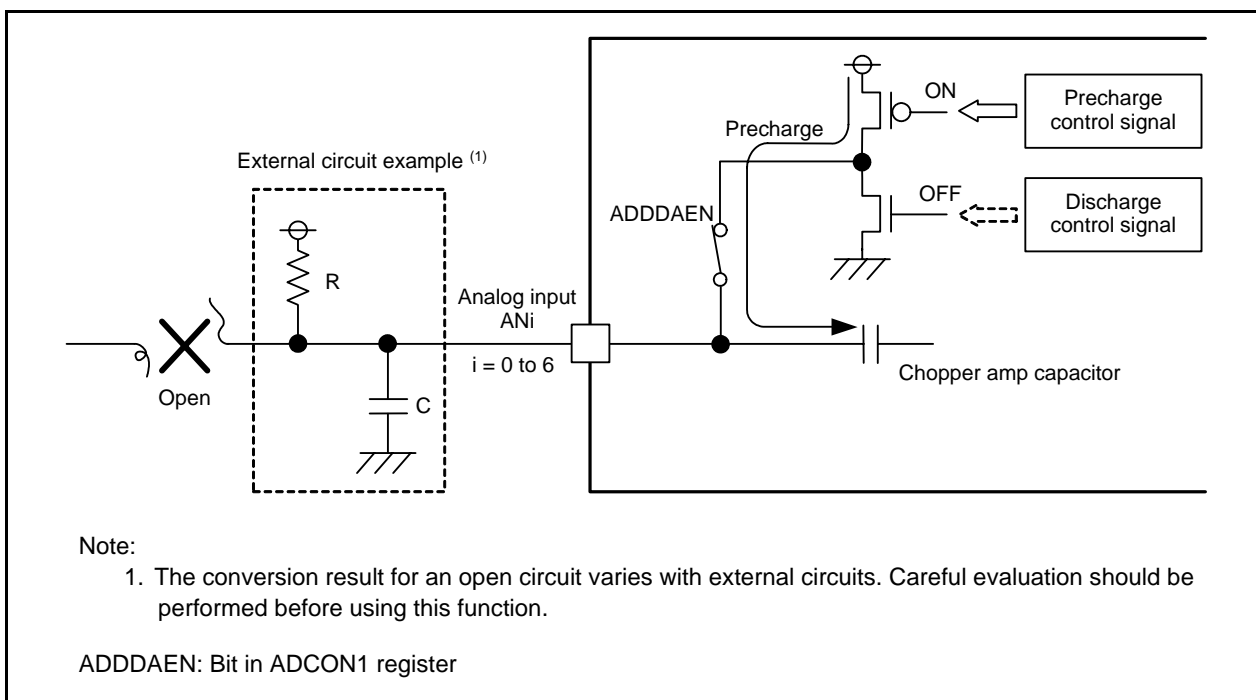 ON
Precharge
control signal
Precharge
External circuit example (1)
OFF
Discharge
control signal
ADDDAEN
R
Analog input
ANi
i = 0 to 6
Open
C
Chopper amp capacitor
Note:
1. The conversion result for an open circuit varies with external circuits. Careful evaluation should be
performed before using this function.
ADDDAEN: Bit in ADCON1 register